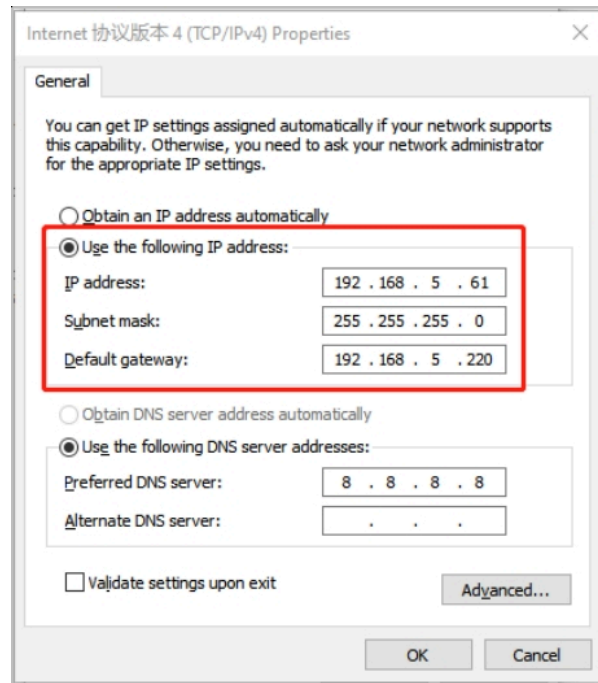 Internet 协议版本 4 (TCP/IPv4) Properties
General
You can get IP settings assigned automatically if your network supports
this capability. Otherwise, you need to ask your network administrator
for the appropriate IP settings.
Obtain an IP address automatically
Use the following IP address:
IP address: 192 . 168 . 5 . 61
Subnet mask: 255 . 255 . 255 . 0
Default gateway: 192 . 168 . 5 . 220
Obtain DNS server address automatically
Use the following DNS server addresses:
Preferred DNS server: 8 . 8 . 8 . 8
Alternate DNS server: . . .
Validate settings upon exit
Advanced...
OK Cancel